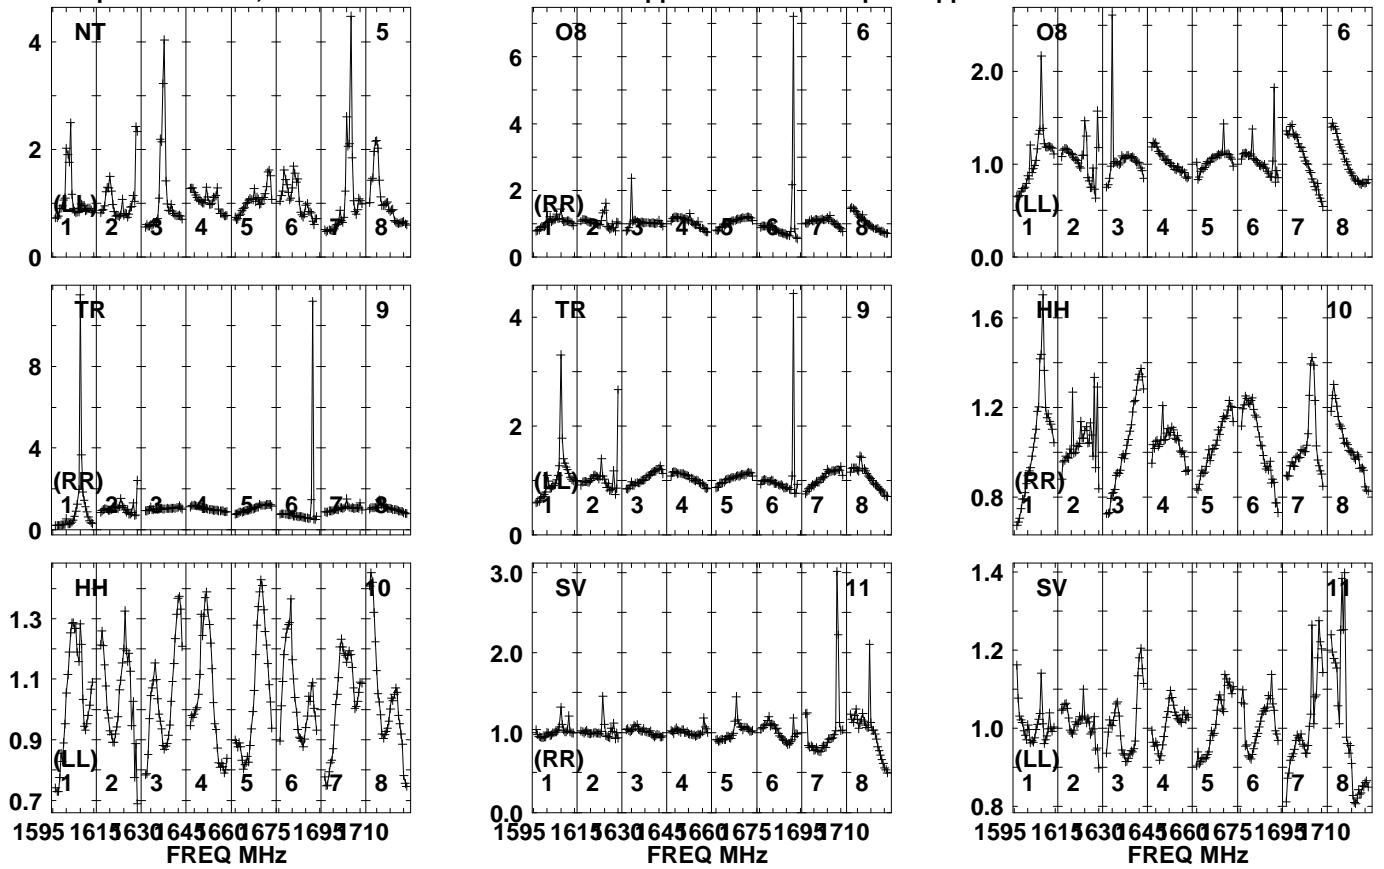 NT 5 O8 6 O8 6
4 6 2.0
2 4 1.0
(LL) 2 (RR) (LL)
1 2 3 4 5 6 7 8 1 2 3 4 5 6 7 8 1 2 3 4 5 6 7 8
0 0 0.0
TR 9 TR 9 HH 10
8 4 1.6
4 2 1.2
(RR) (LL) 0.8 (RR)
1 2 3 4 5 6 7 8 1 2 3 4 5 6 7 8 1 2 3 4 5 6 7 8
0 0
HH 10 SV 11 SV 11
1.3 3.0 1.4
1.1 2.0 1.2
0.9 1.0 1.0
(LL) (RR) (LL)
1 2 3 4 5 6 7 8 1 2 3 4 5 6 7 8 1 2 3 4 5 6 7 8
0.7 0.0 0.8
1595 1615 1630 1645 1660 1675 1695 1710 1595 1615 1630 1645 1660 1675 1695 1710 1595 1615 1630 1645 1660 1675 1695 1710
FREQ MHz FREQ MHz FREQ MHz